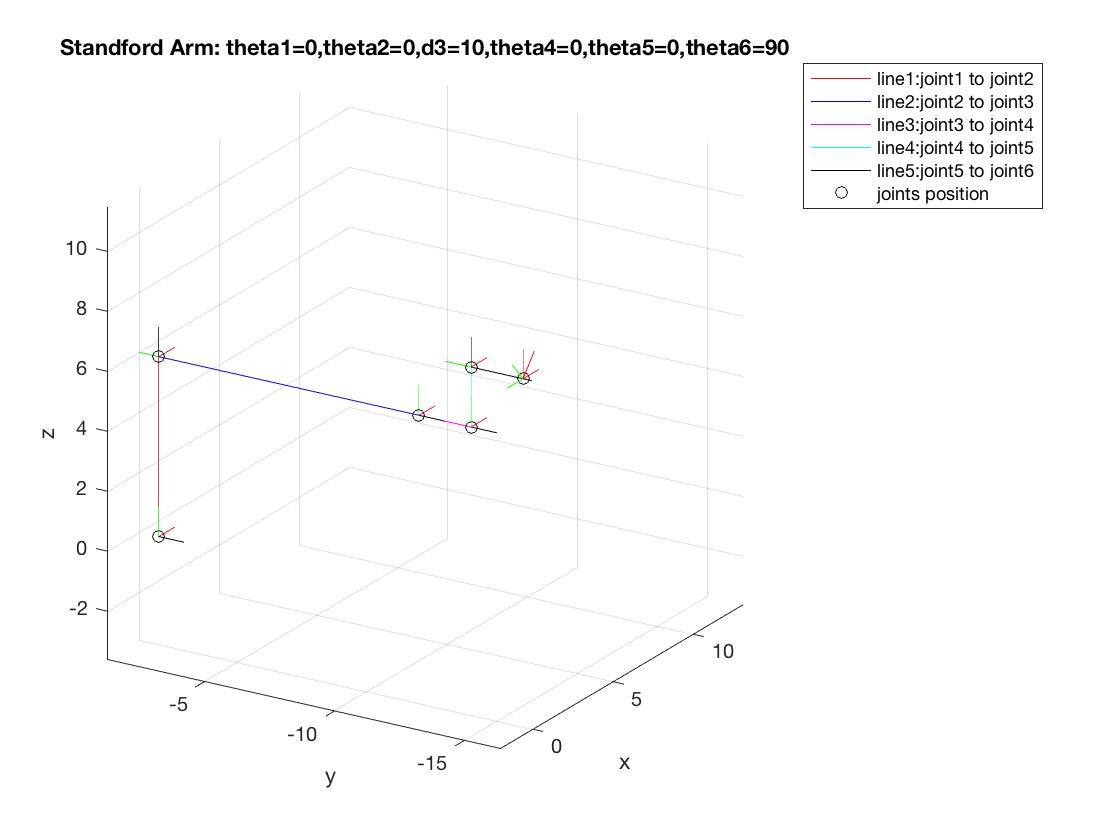 Standford Arm: theta1=0,theta2=0,d3=10,theta4=0,theta5=0,theta6=90
line1:joint1 to joint2
line2:joint2 to joint3
line3:joint3 to joint4
line4:joint4 to joint5
line5:joint5 to joint6
joints position
10
8
6
4
2
0
-2
z
-5
-10
-15
y
0
5
10
x